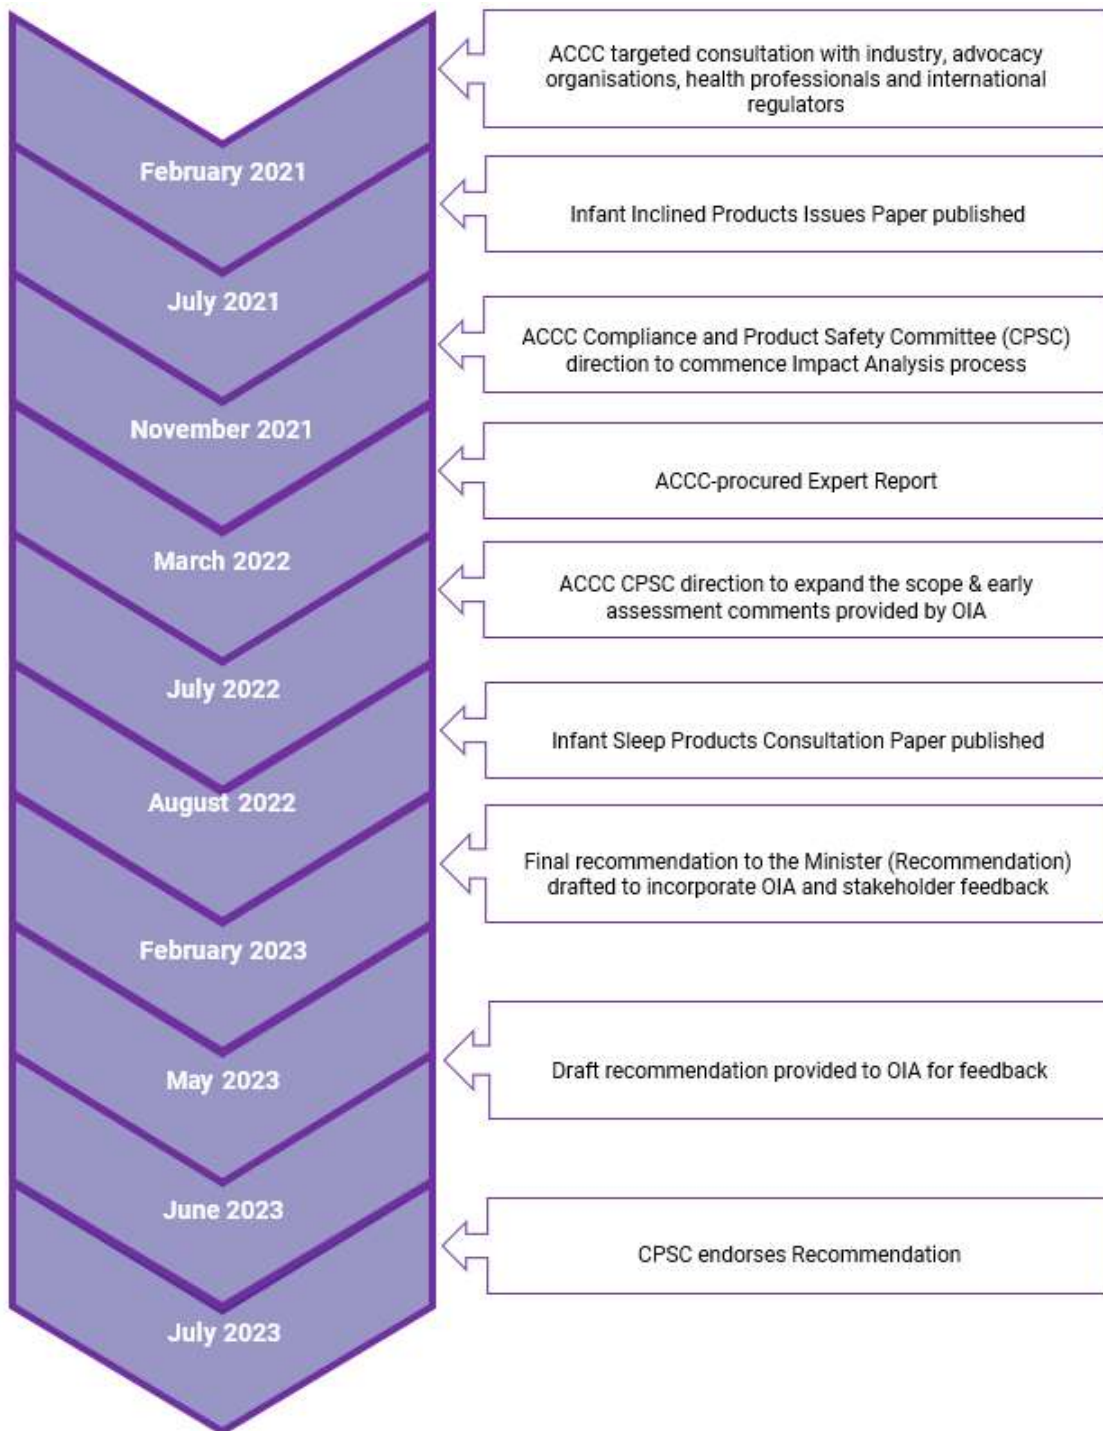 ACCC targeted consultation with industry, advocacy
organisations, health professionals and international
regulators
February 2021
Infant Inclined Products Issues Paper published
July 2021
ACCC Compliance and Product Safety Committee (CPSC)
direction to commence Impact Analysis process
November 2021
ACCC-procured Expert Report
March 2022
ACCC CPSC direction to expand the scope & early
assessment comments provided by OIA
July 2022
Infant Sleep Products Consultation Paper published
August 2022
Final recommendation to the Minister (Recommendation)
drafted to incorporate OIA and stakeholder feedback
February 2023
Draft recommendation provided to OIA for feedback
May 2023
June 2023
CPSC endorses Recommendation
July 2023